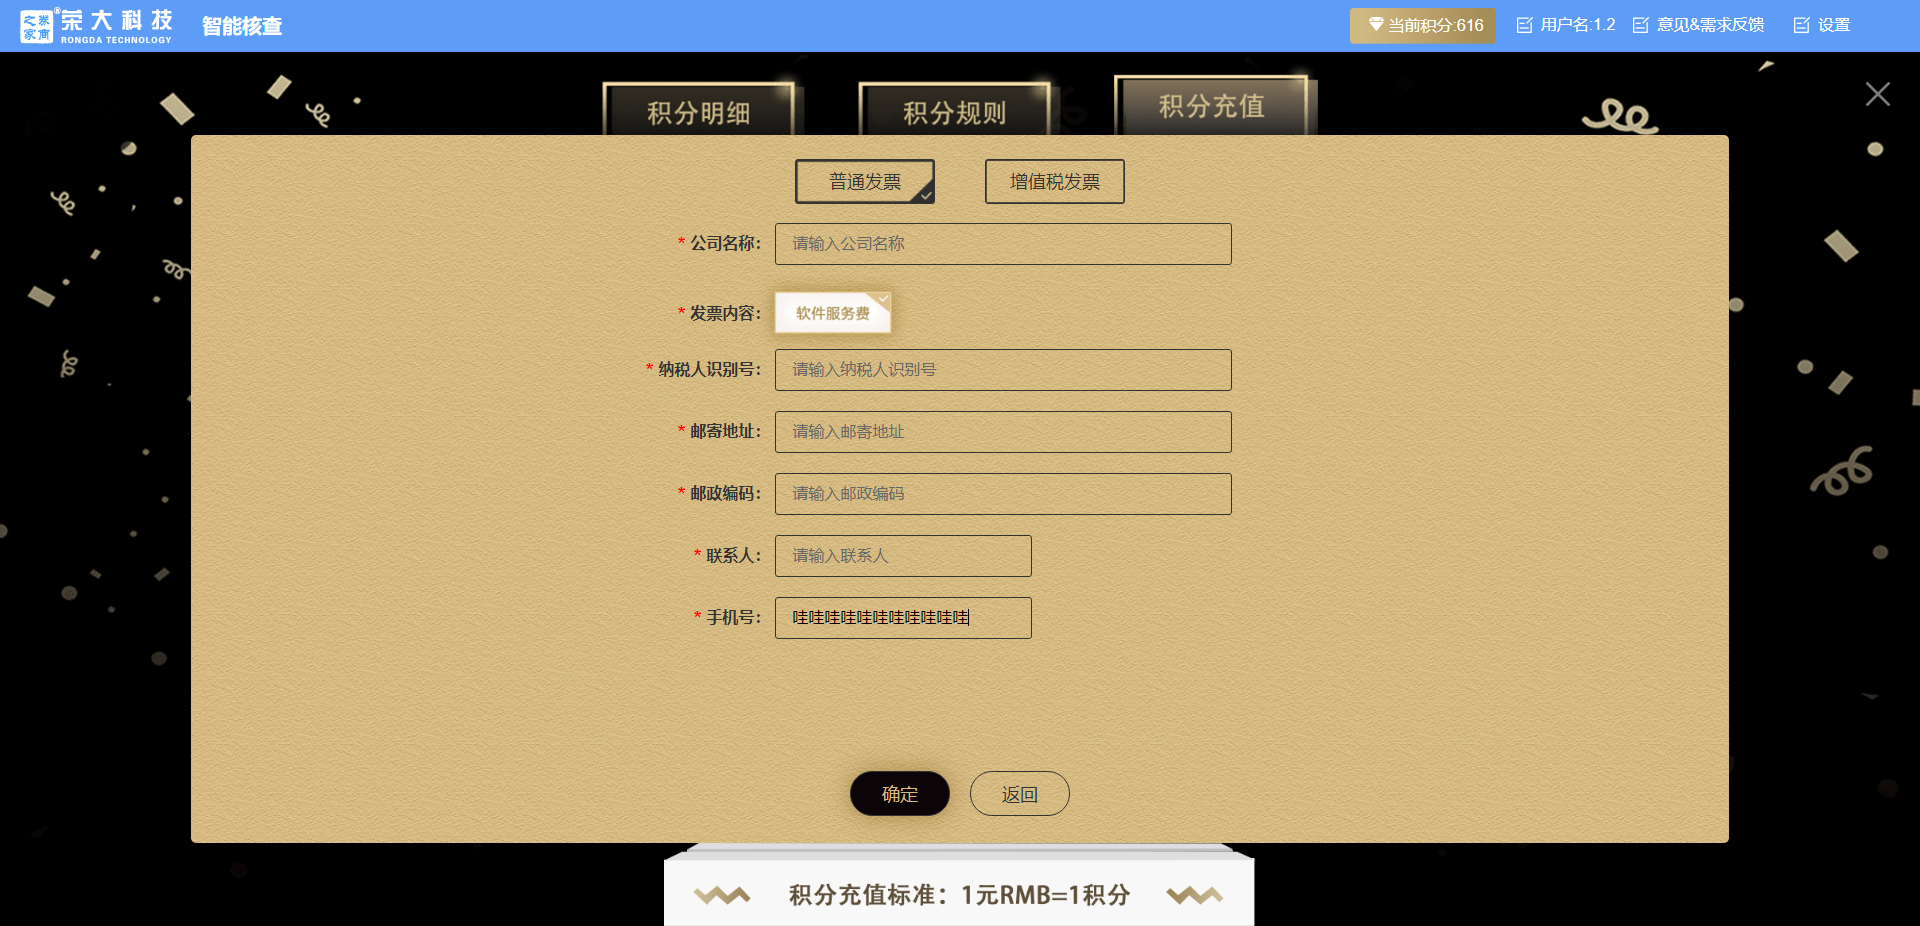 券商之家® 荣大科技
RONGDA TECHNOLOGY
智能核查
当前积分:616
用户名:1.2
意见&需求反馈
设置
积分明细
积分规则
积分充值
普通发票
增值税发票
* 公司名称：
请输入公司名称
* 发票内容：
软件服务费
* 纳税人识别号：
请输入纳税人识别号
* 邮寄地址：
请输入邮寄地址
* 邮政编码：
请输入邮政编码
* 联系人：
请输入联系人
* 手机号：
哇哇哇哇哇哇哇哇哇哇哇
确定
返回
积分充值标准：1元RMB=1积分